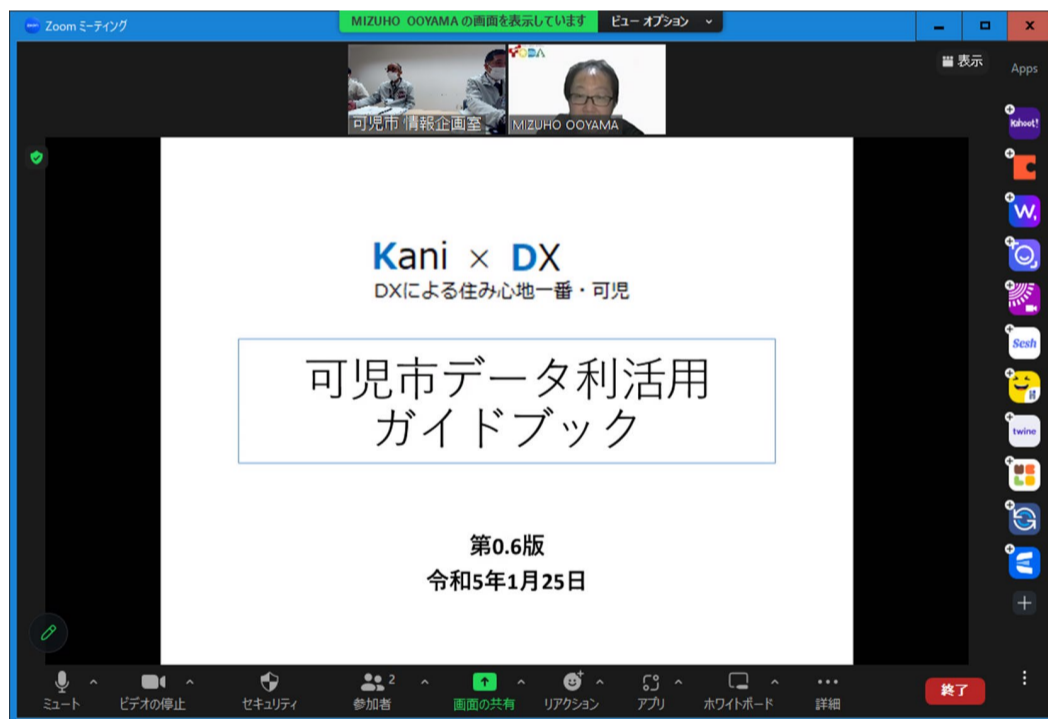 Zoom ミーティング
MIZUHO OOYAMA の画面を表示しています
ビュー オプション
表示
Apps
可児市 情報企画室
TODA
MIZUHO OOYAMA
Kahoot!
W,
Sesh
twine
Kani × DX
DXによる住み心地一番・可児
可児市データ利活用
ガイドブック
第0.6版
令和5年1月25日
ミュート
ビデオの停止
セキュリティ
2
参加者
画面の共有
リアクション
アプリ
ホワイトボード
詳細
終了